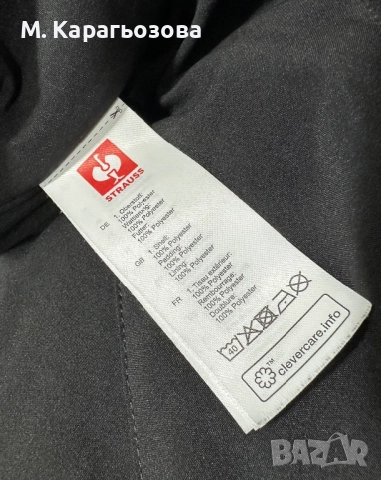 М. Карагьозова
STRAUSS
DE
1. Oberstoff:
100% Polyester
Wattierung:
100% Polyester
Futter:
100% Polyester
GB
1. Shell:
100% Polyester
Padding:
100% Polyester
Lining:
100% Polyester
FR
1. Tissu extérieur:
100% Polyester
Rembourrage:
100% Polyester
Doublure:
100% Polyester
40
™
clevercare.info
BAZAR